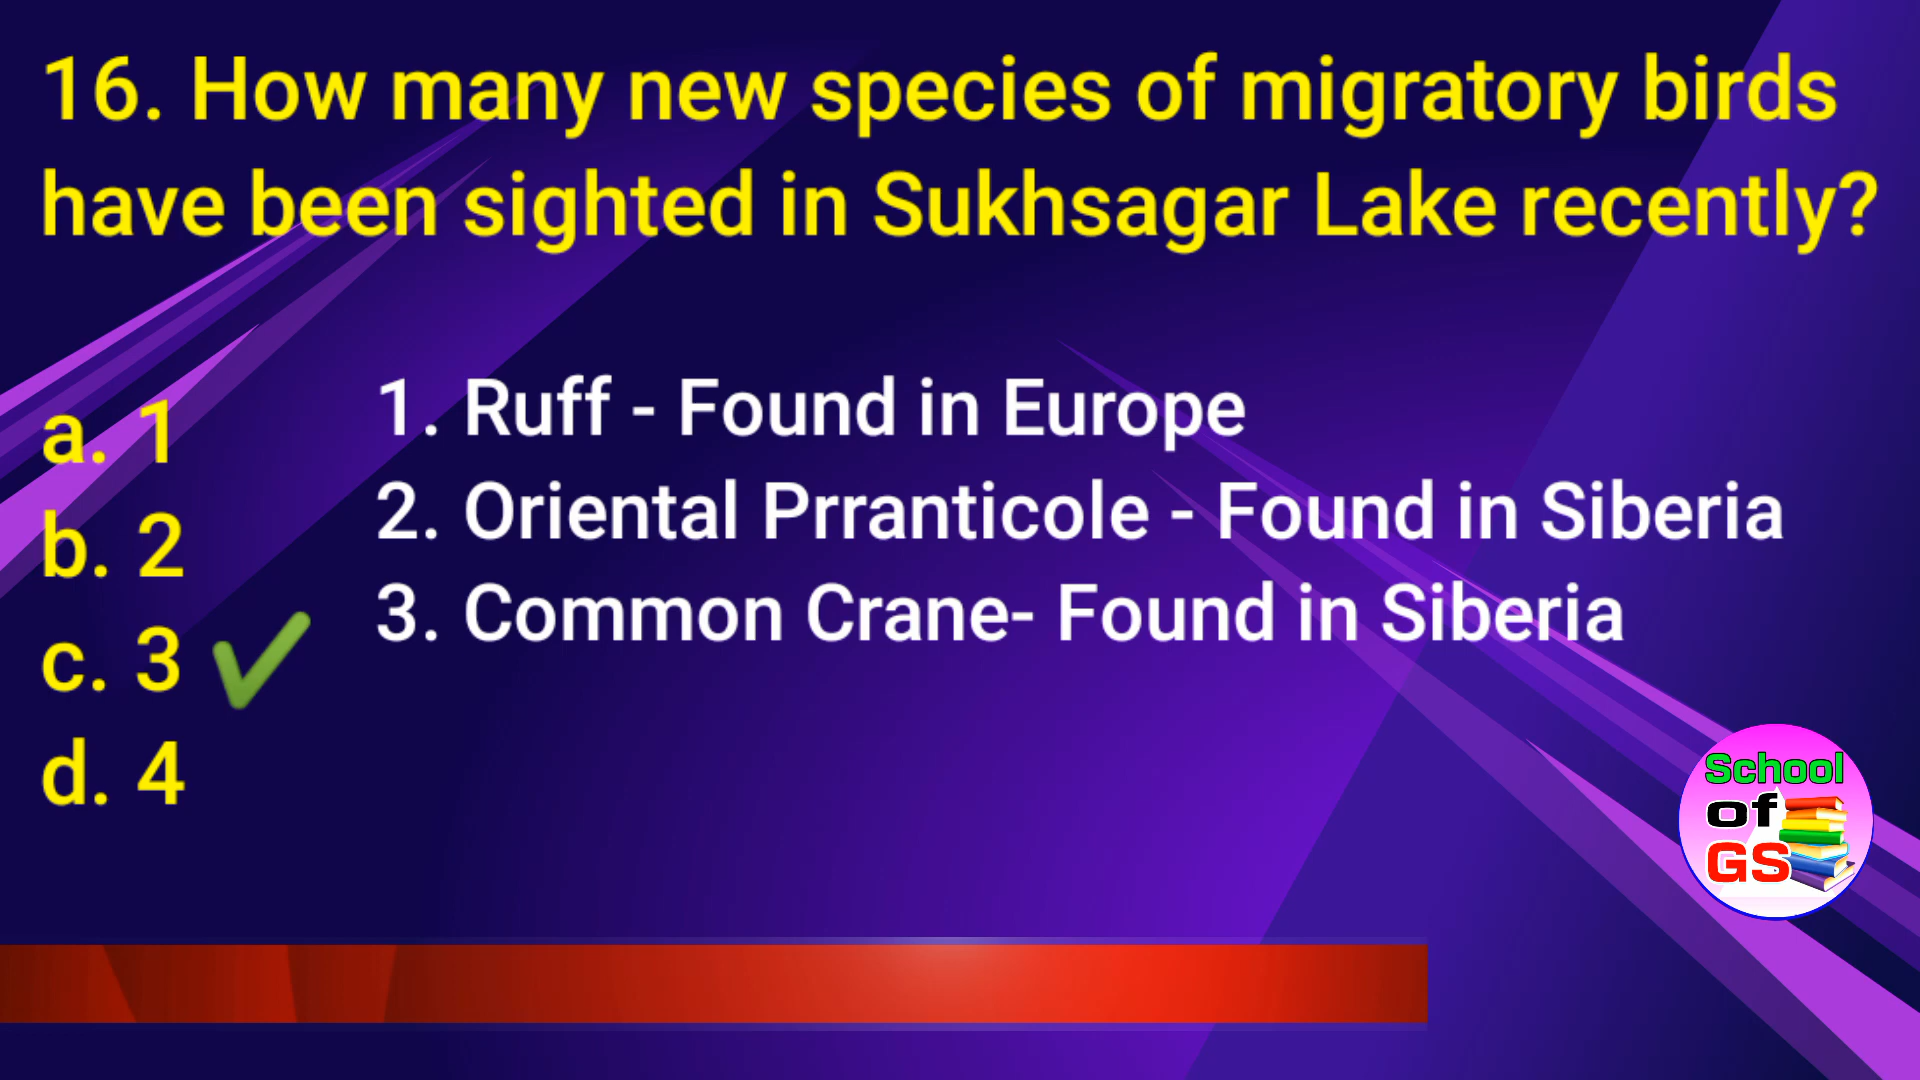 16. How many new species of migratory birds
have been sighted in Sukhsagar Lake recently?
a. 1
b. 2
c. 3
d. 4
1. Ruff - Found in Europe
2. Oriental Prranticole - Found in Siberia
3. Common Crane- Found in Siberia
School
of
GS